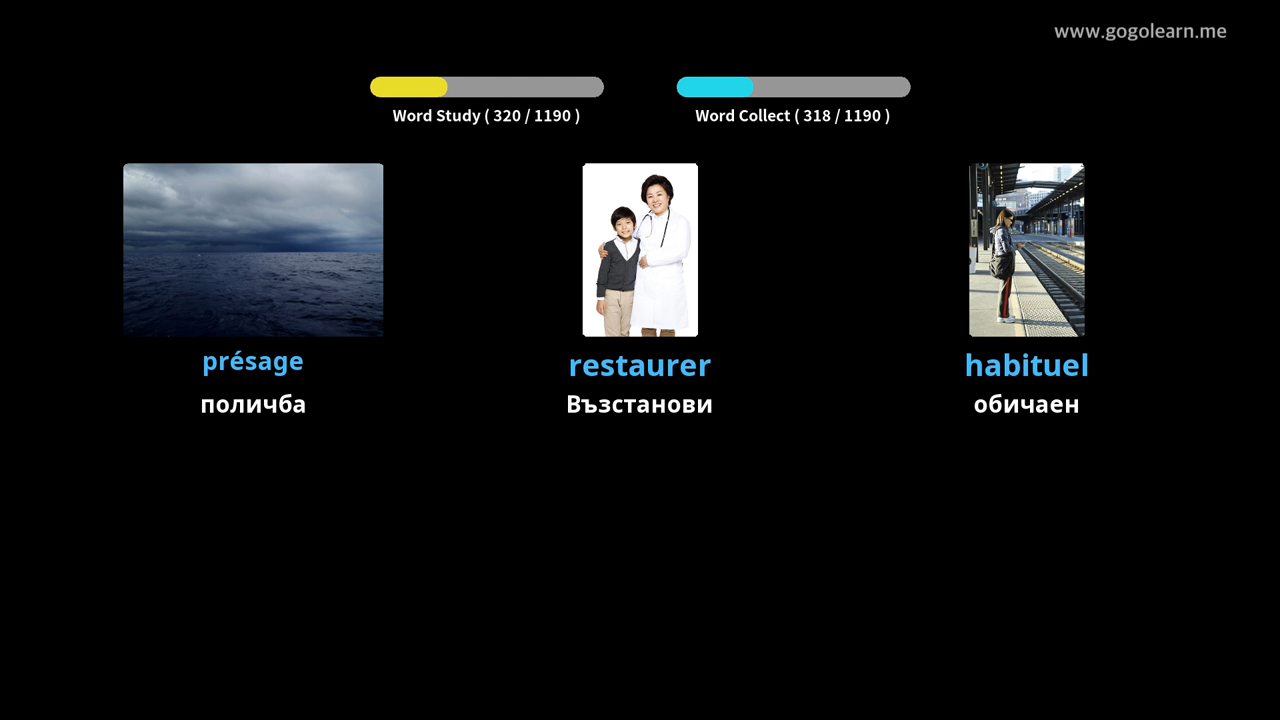 www.gogolearn.me
Word Study ( 320 / 1190 )
Word Collect ( 318 / 1190 )
présage
restaurer
habituel
поличба
Възстанови
обичаен